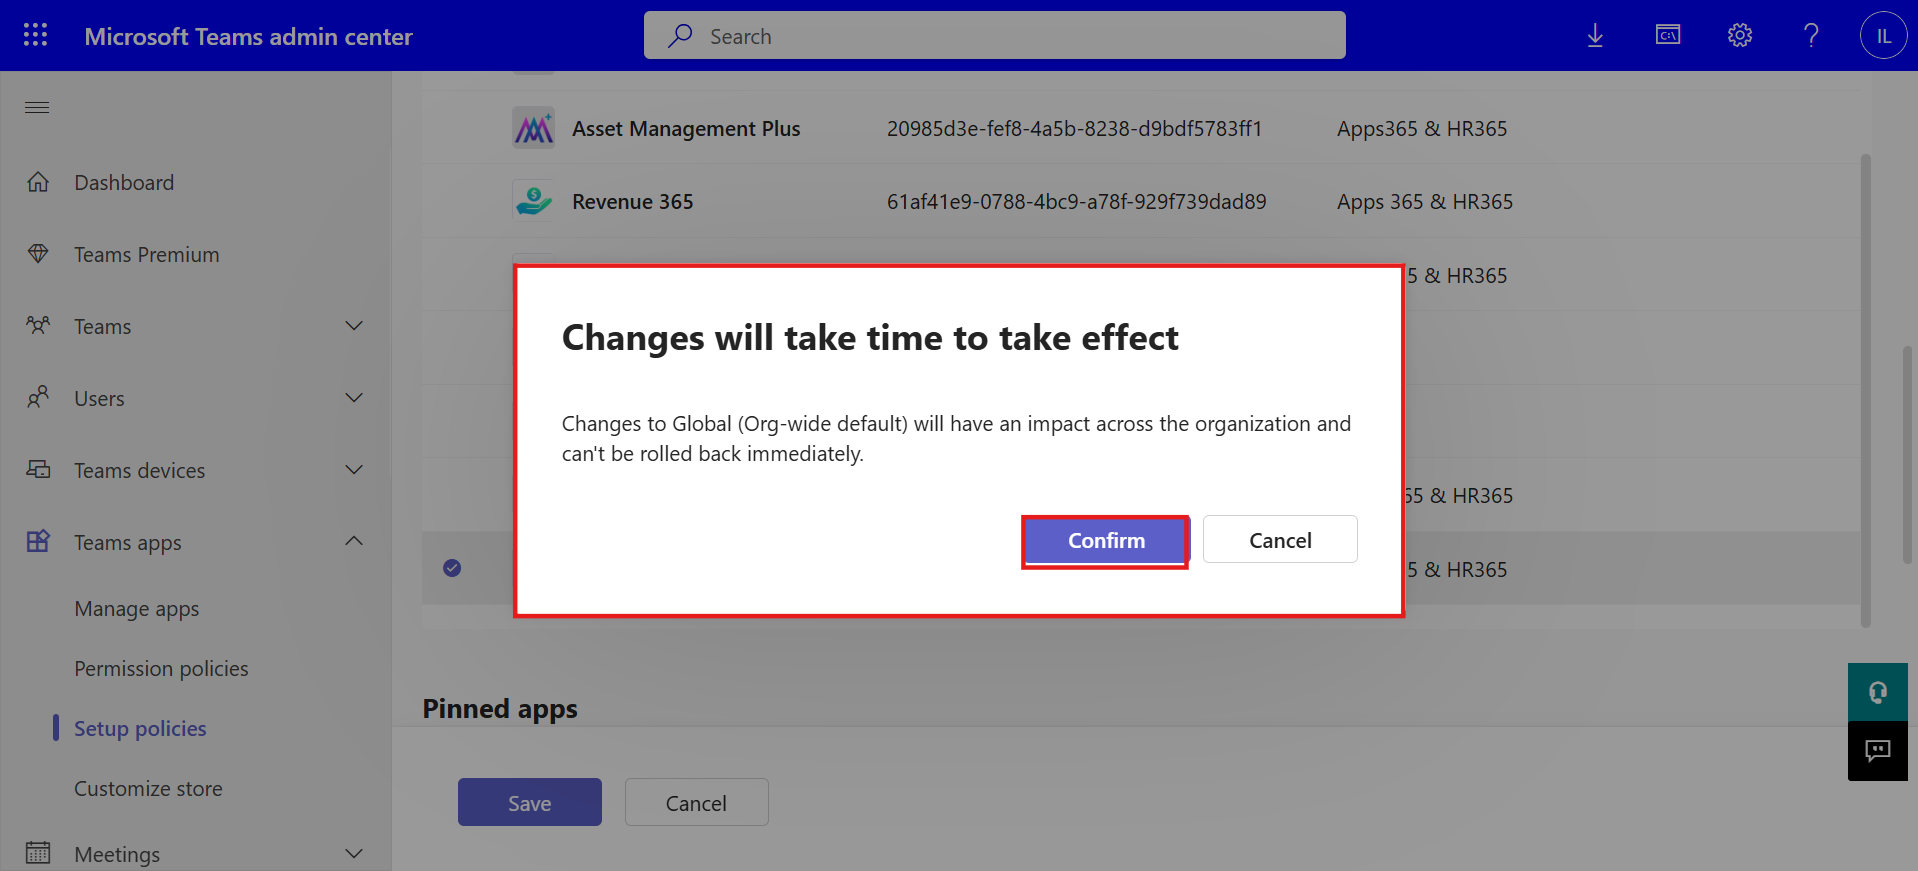 Microsoft Teams admin center
Search
C:\
IL
Dashboard
Teams Premium
Teams
Users
Teams devices
Teams apps
Manage apps
Permission policies
Setup policies
Customize store
Meetings
Asset Management Plus 20985d3e-fef8-4a5b-8238-d9bdf5783ff1 Apps365 & HR365
Revenue 365 61af41e9-0788-4bc9-a78f-929f739dad89 Apps 365 & HR365
5 & HR365
65 & HR365
5 & HR365
Changes will take time to take effect
Changes to Global (Org-wide default) will have an impact across the organization and
can't be rolled back immediately.
Confirm Cancel
Pinned apps
Save Cancel